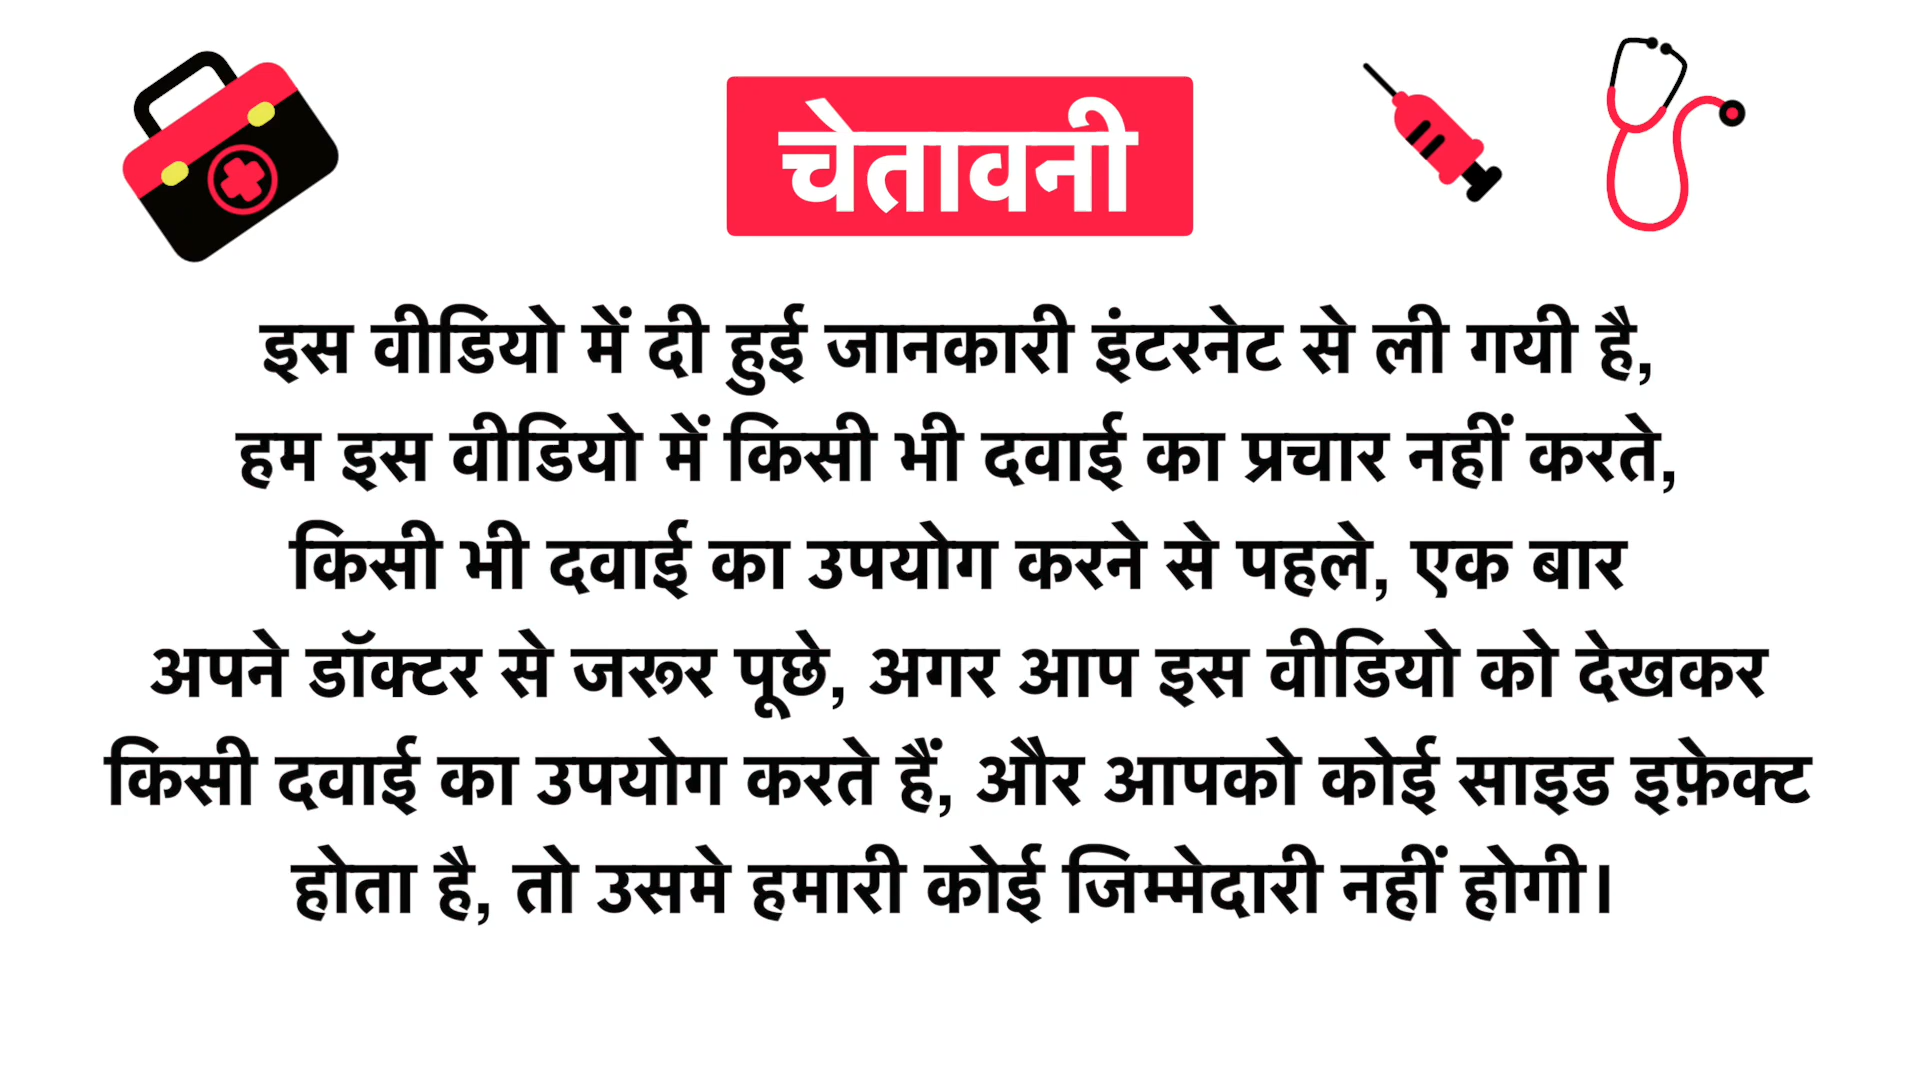 चेतावनी
इस वीडियो में दी हुई जानकारी इंटरनेट से ली गयी है,
हम इस वीडियो में किसी भी दवाई का प्रचार नहीं करते,
किसी भी दवाई का उपयोग करने से पहले, एक बार
अपने डॉक्टर से जरूर पूछे, अगर आप इस वीडियो को देखकर
किसी दवाई का उपयोग करते हैं, और आपको कोई साइड इफ़ेक्ट
होता है, तो उसमे हमारी कोई जिम्मेदारी नहीं होगी।